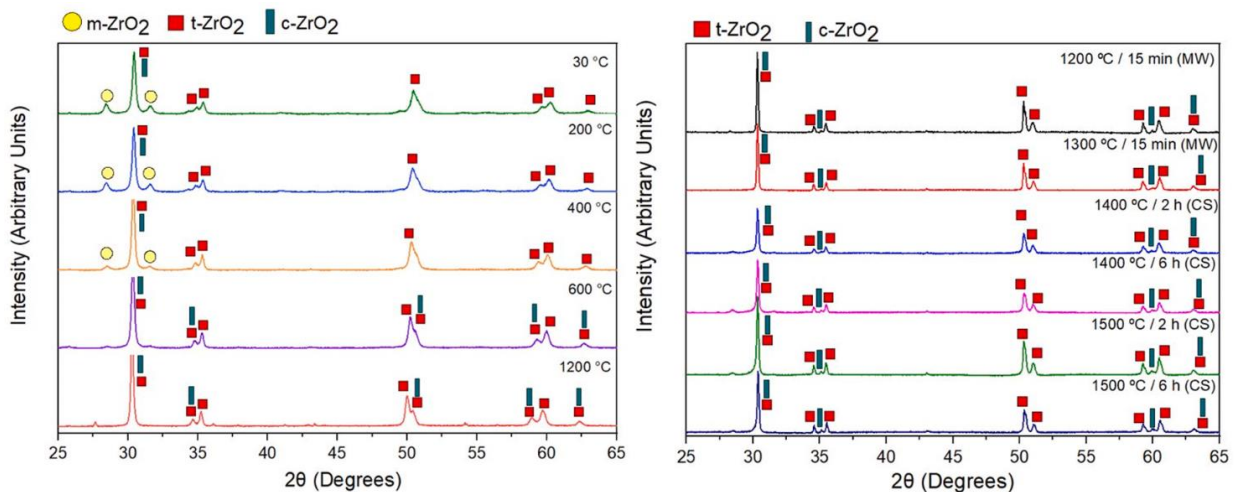 m-ZrO2 t-ZrO2 c-ZrO2
30 °C
200 °C
400 °C
600 °C
1200 °C
Intensity (Arbitrary Units)
25 30 35 40 45 50 55 60 65
2θ (Degrees)
t-ZrO2 c-ZrO2
1200 ºC / 15 min (MW)
1300 ºC / 15 min (MW)
1400 ºC / 2 h (CS)
1400 ºC / 6 h (CS)
1500 ºC / 2 h (CS)
1500 ºC / 6 h (CS)
Intensity (Arbitrary Units)
25 30 35 40 45 50 55 60 65
2θ (Degrees)